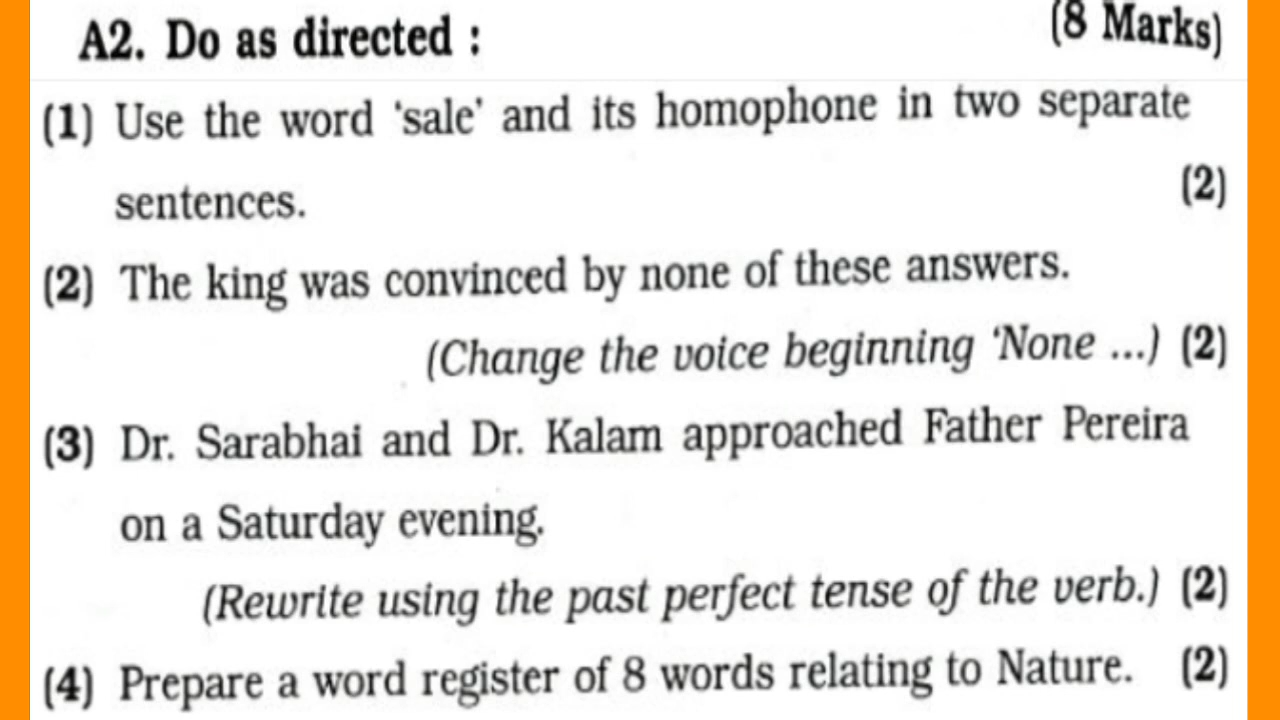 A2. Do as directed : (8 Marks)
(1) Use the word ‘sale’ and its homophone in two separate
sentences. (2)
(2) The king was convinced by none of these answers.
(Change the voice beginning ‘None ...) (2)
(3) Dr. Sarabhai and Dr. Kalam approached Father Pereira
on a Saturday evening.
(Rewrite using the past perfect tense of the verb.) (2)
(4) Prepare a word register of 8 words relating to Nature. (2)